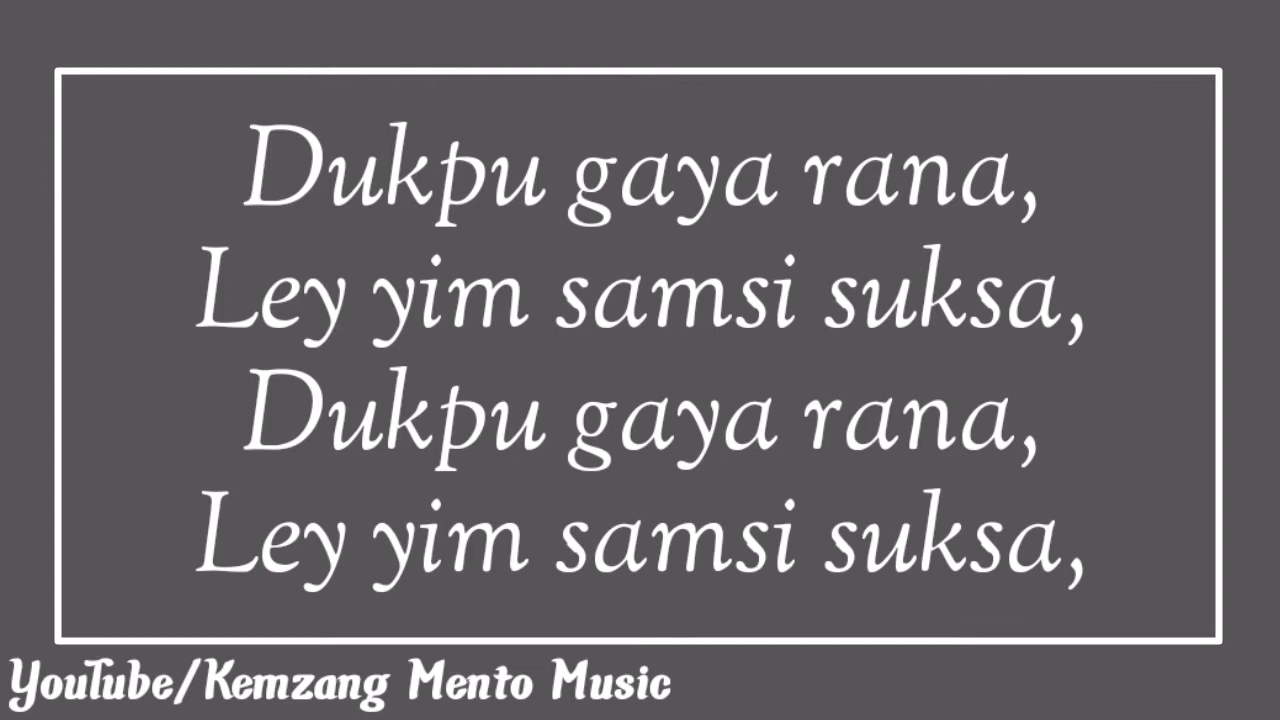 Dukpu gaya rana,
Ley yim samsi suksa,
Dukpu gaya rana,
Ley yim samsi suksa,
YouTube/Kemzang Mento Music